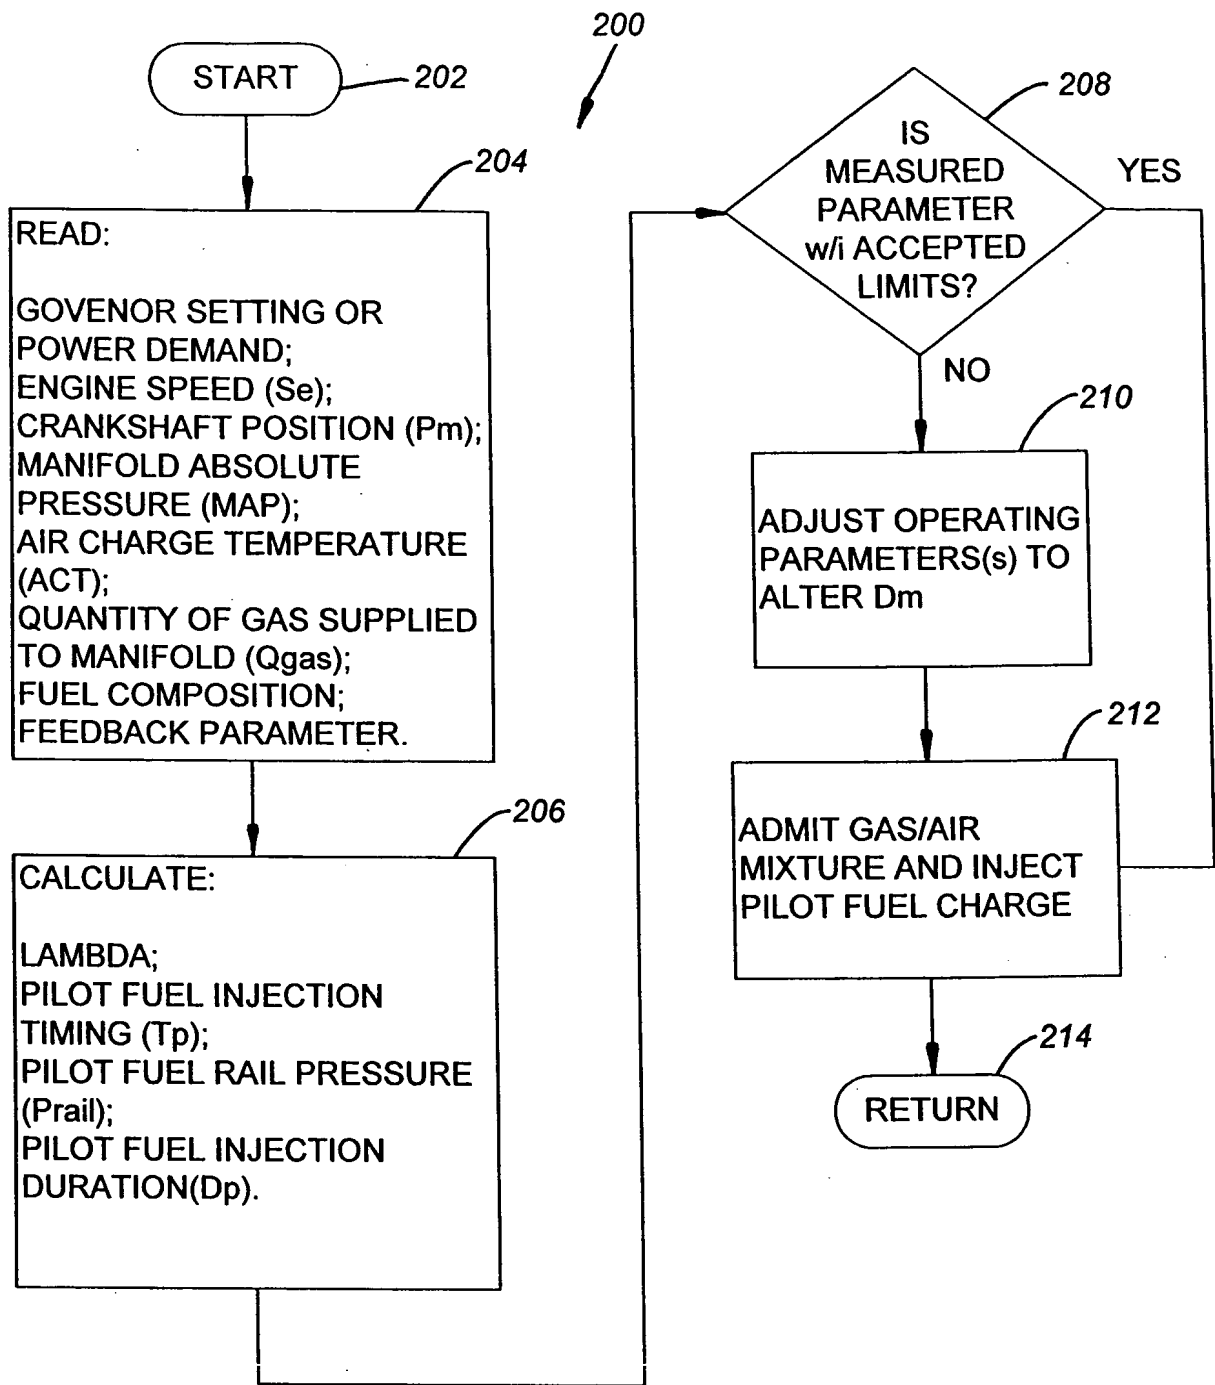 200
START
202
204
READ:
GOVENOR SETTING OR
POWER DEMAND;
ENGINE SPEED (Se);
CRANKSHAFT POSITION (Pm);
MANIFOLD ABSOLUTE
PRESSURE (MAP);
AIR CHARGE TEMPERATURE
(ACT);
QUANTITY OF GAS SUPPLIED
TO MANIFOLD (Qgas);
FUEL COMPOSITION;
FEEDBACK PARAMETER.
206
CALCULATE:
LAMBDA;
PILOT FUEL INJECTION
TIMING (Tp);
PILOT FUEL RAIL PRESSURE
(Prail);
PILOT FUEL INJECTION
DURATION(Dp).
208
IS
MEASURED
PARAMETER
w/i ACCEPTED
LIMITS?
YES
NO
210
ADJUST OPERATING
PARAMETERS(s) TO
ALTER Dm
212
ADMIT GAS/AIR
MIXTURE AND INJECT
PILOT FUEL CHARGE
214
RETURN